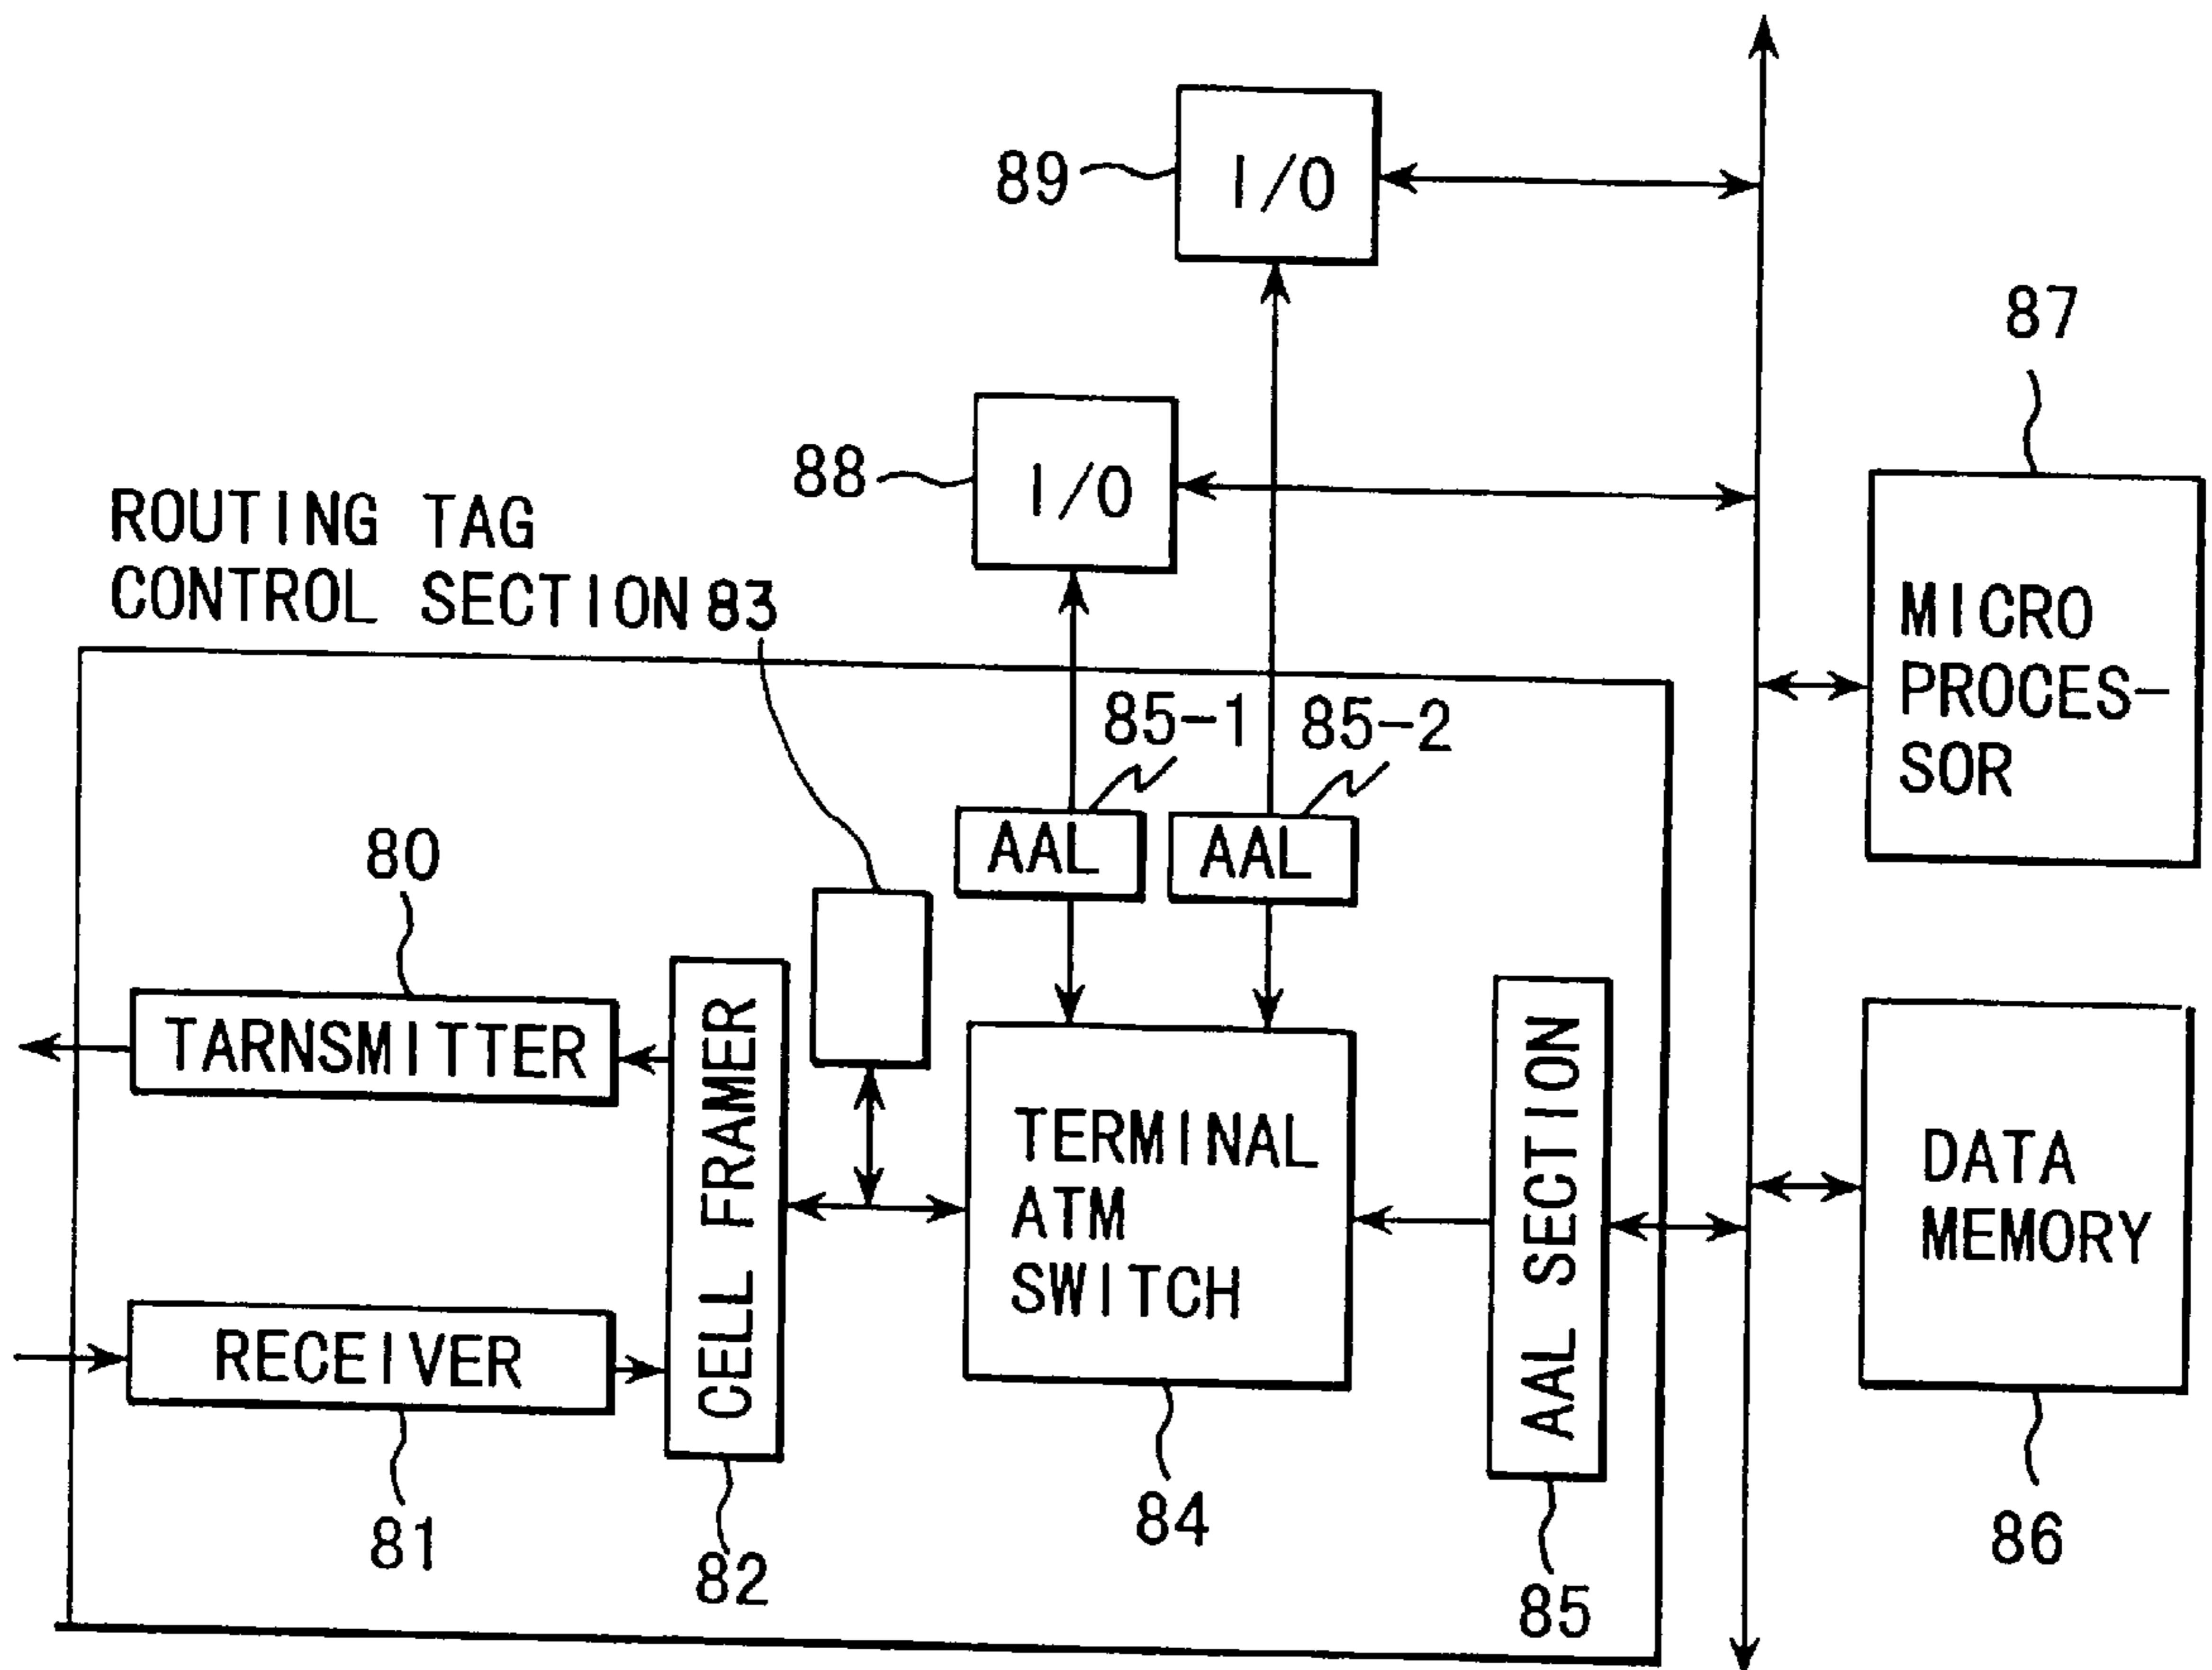 89
I/O
87
88
I/O
ROUTING TAG
CONTROL SECTION 83
MICRO
PROCES-
SOR
85-1
85-2
AAL
AAL
80
TARNSMITTER
CELL FRAMER
TERMINAL
ATM
SWITCH
AAL SECTION
DATA
MEMORY
RECEIVER
81
82
84
85
86